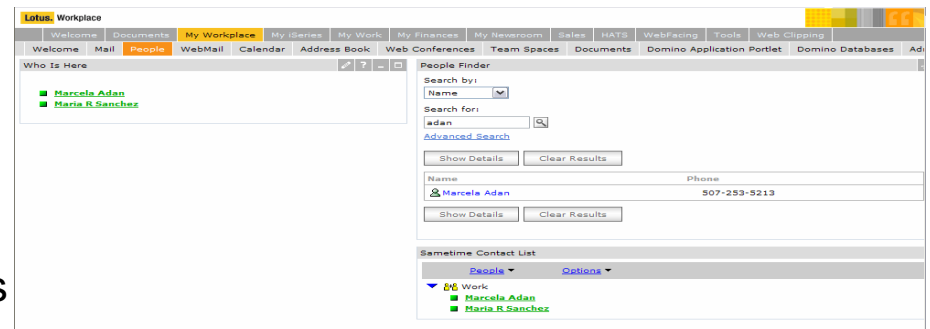 Lotus. Workplace
Welcome Documents My Workplace My iSeries My Work My Finances My Newsroom Sales HATS WebFacing Tools Web Clipping
Welcome Mail People WebMail Calendar Address Book Web Conferences Team Spaces Documents Domino Application Portlet Domino Databases Ad
Who Is Here
Marcela Adan
Maria R Sanchez
People Finder
Search by:
Name
Search for:
adan
Advanced Search
Show Details Clear Results
Name Phone
Marcela Adan 507-253-5213
Show Details Clear Results
Sametime Contact List
People Options
Work
Marcela Adan
Maria R Sanchez
s